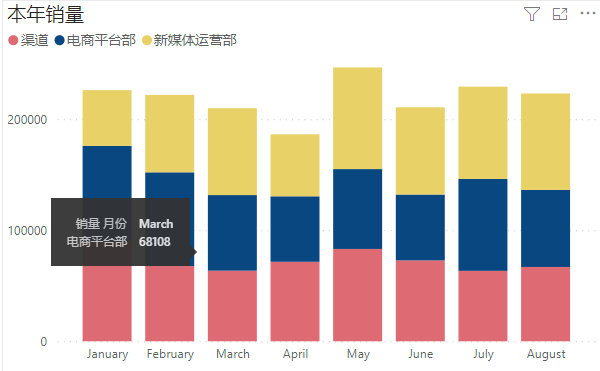 本年销量
渠道 电商平台部 新媒体运营部
200000
100000
0
销量 月份 March
电商平台部 68108
January February March April May June July August